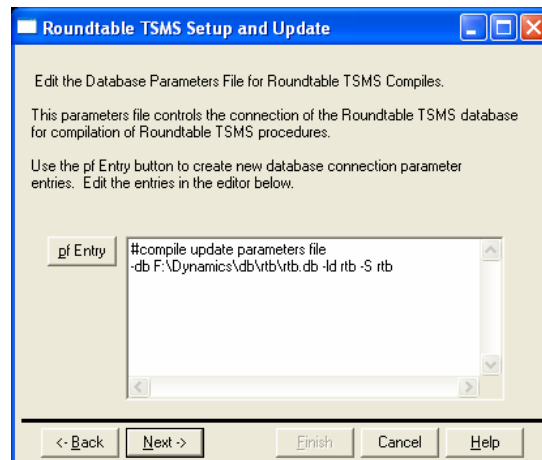 Roundtable TSMS Setup and Update
Edit the Database Parameters File for Roundtable TSMS Compiles.
This parameters file controls the connection of the Roundtable TSMS database
for compilation of Roundtable TSMS procedures.
Use the pf Entry button to create new database connection parameter
entries. Edit the entries in the editor below.
pf Entry
#compile update parameters file
-db F:\Dynamics\db\rtb\rtb.db -ld rtb -S rtb
<- Back
Next ->
Finish
Cancel
Help